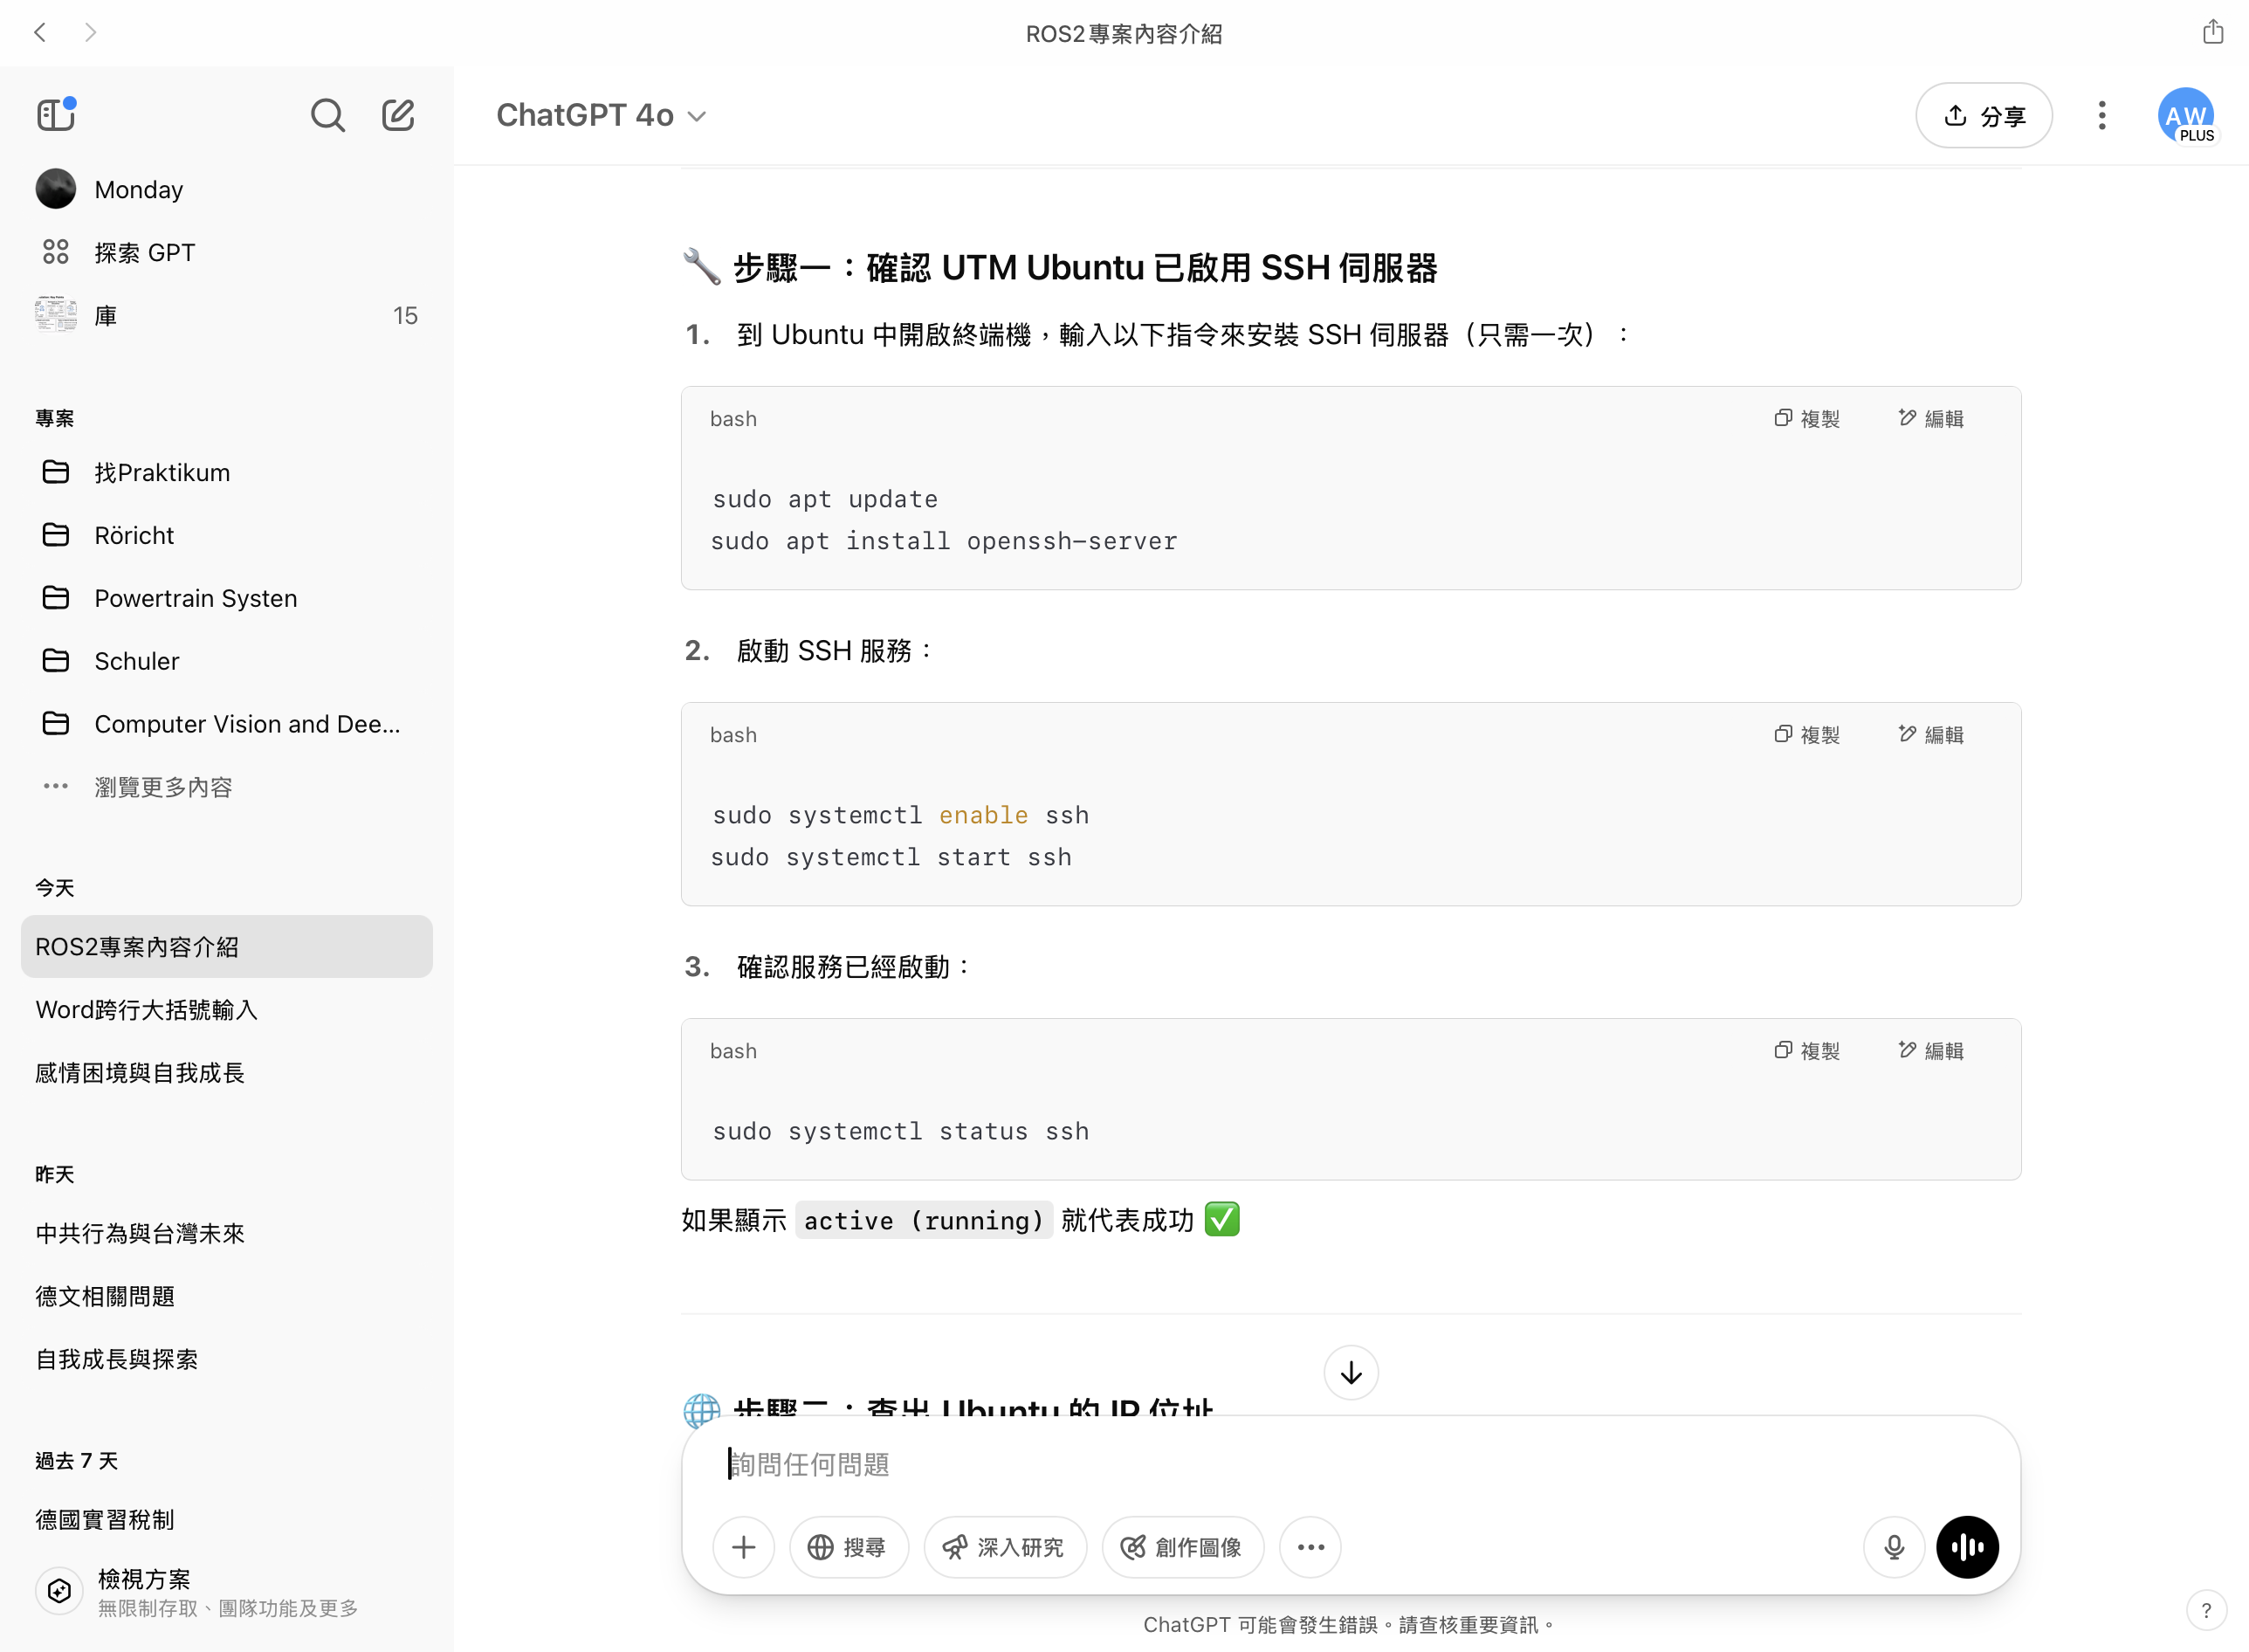 ROS2專案內容介紹
ChatGPT 4o
分享
AW
PLUS
Monday
探索 GPT
庫
15
專案
找Praktikum
Röricht
Powertrain Systen
Schuler
Computer Vision and Dee...
瀏覽更多內容
今天
ROS2專案內容介紹
Word跨行大括號輸入
感情困境與自我成長
昨天
中共行為與台灣未來
德文相關問題
自我成長與探索
過去 7 天
德國實習稅制
檢視方案
無限制存取、團隊功能及更多
步驟一：確認 UTM Ubuntu 已啟用 SSH 伺服器
1. 到 Ubuntu 中開啟終端機，輸入以下指令來安裝 SSH 伺服器（只需一次）：
bash 複製 編輯
sudo apt update
sudo apt install openssh-server
2. 啟動 SSH 服務：
bash 複製 編輯
sudo systemctl enable ssh
sudo systemctl start ssh
3. 確認服務已經啟動：
bash 複製 編輯
sudo systemctl status ssh
如果顯示 active (running) 就代表成功 ✅
步驟二：查出 Ubuntu 的 IP 位址
詢問任何問題
搜尋 深入研究 創作圖像
ChatGPT 可能會發生錯誤。請查核重要資訊。
?